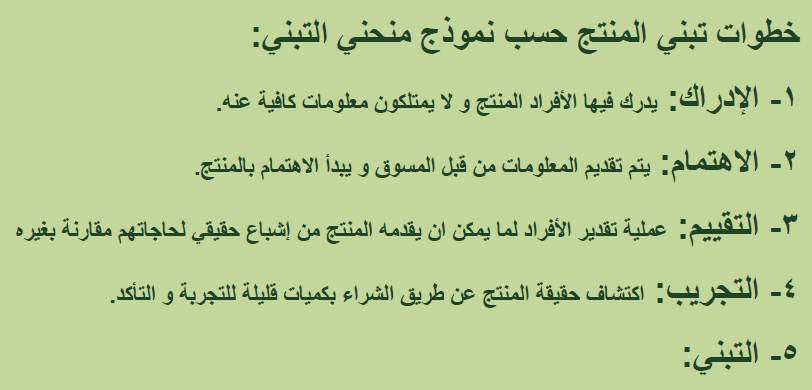 خطوات تبني المنتج حسب نموذج منحني التبني:
١- الإدراك: يدرك فيها الأفراد المنتج و لا يمتلكون معلومات كافية عنه.
٢- الاهتمام: يتم تقديم المعلومات من قبل المسوق و يبدأ الاهتمام بالمنتج.
٣- التقييم: عملية تقدير الأفراد لما يمكن ان يقدمه المنتج من إشباع حقيقي لحاجاتهم مقارنة بغيره
٤- التجريب: اكتشاف حقيقة المنتج عن طريق الشراء بكميات قليلة للتجربة و التأكد.
٥- التبني: